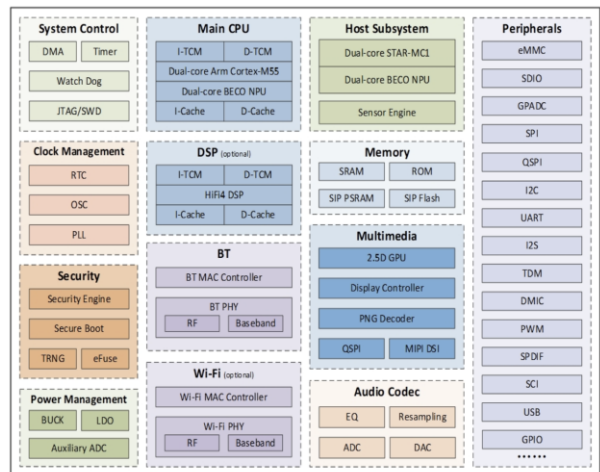 System Control
DMA Timer
Watch Dog
JTAG/SWD
Clock Management
RTC
OSC
PLL
Security
Security Engine
Secure Boot
TRNG eFuse
Power Management
BUCK LDO
Auxiliary ADC
Main CPU
I-TCM D-TCM
Dual-core Arm Cortex-M55
Dual-core BECO NPU
I-Cache D-Cache
DSP (optional)
I-TCM D-TCM
HiFi4 DSP
I-Cache D-Cache
BT
BT MAC Controller
BT PHY
RF Baseband
Wi-Fi (optional)
Wi-Fi MAC Controller
Wi-Fi PHY
RF Baseband
Host Subsystem
Dual-core STAR-MC1
Dual-core BECO NPU
Sensor Engine
Memory
SRAM ROM
SIP PSRAM SIP Flash
Multimedia
2.5D GPU
Display Controller
PNG Decoder
QSPI MIPI DSI
Audio Codec
EQ Resampling
ADC DAC
Peripherals
eMMC
SDIO
GPADC
SPI
QSPI
I2C
UART
I2S
TDM
DMIC
PWM
SPDIF
SCI
USB
GPIO
······